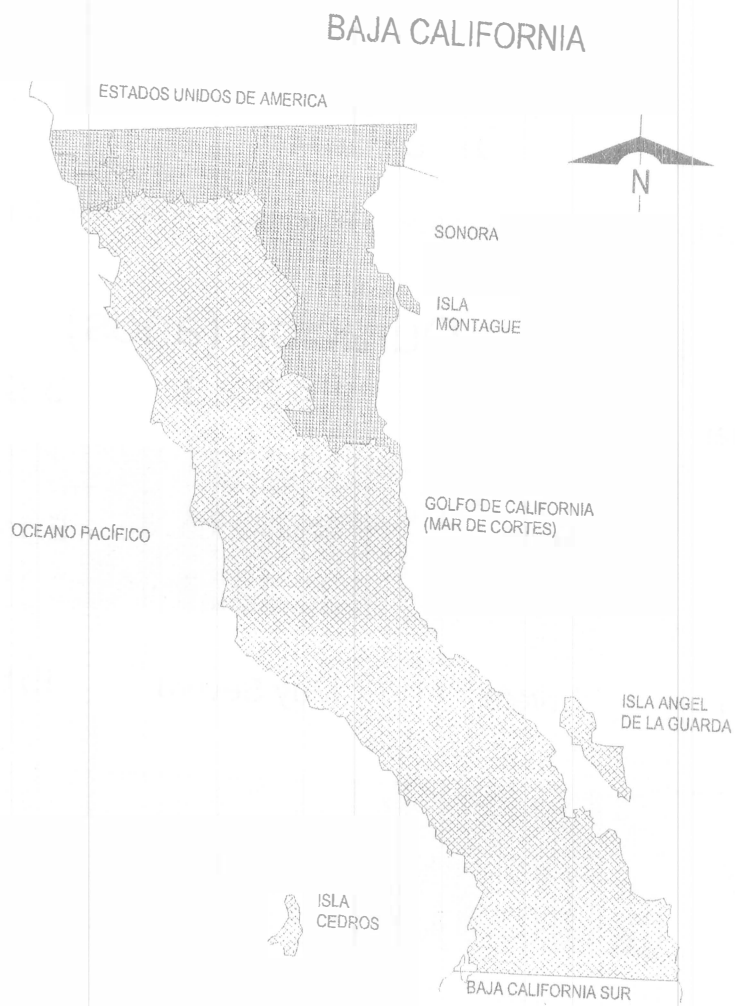 BAJA CALIFORNIA
ESTADOS UNIDOS DE AMERICA
N
SONORA
ISLA
MONTAGUE
GOLFO DE CALIFORNIA
(MAR DE CORTES)
OCEANO PACÍFICO
ISLA ANGEL
DE LA GUARDA
ISLA
CEDROS
BAJA CALIFORNIA SUR